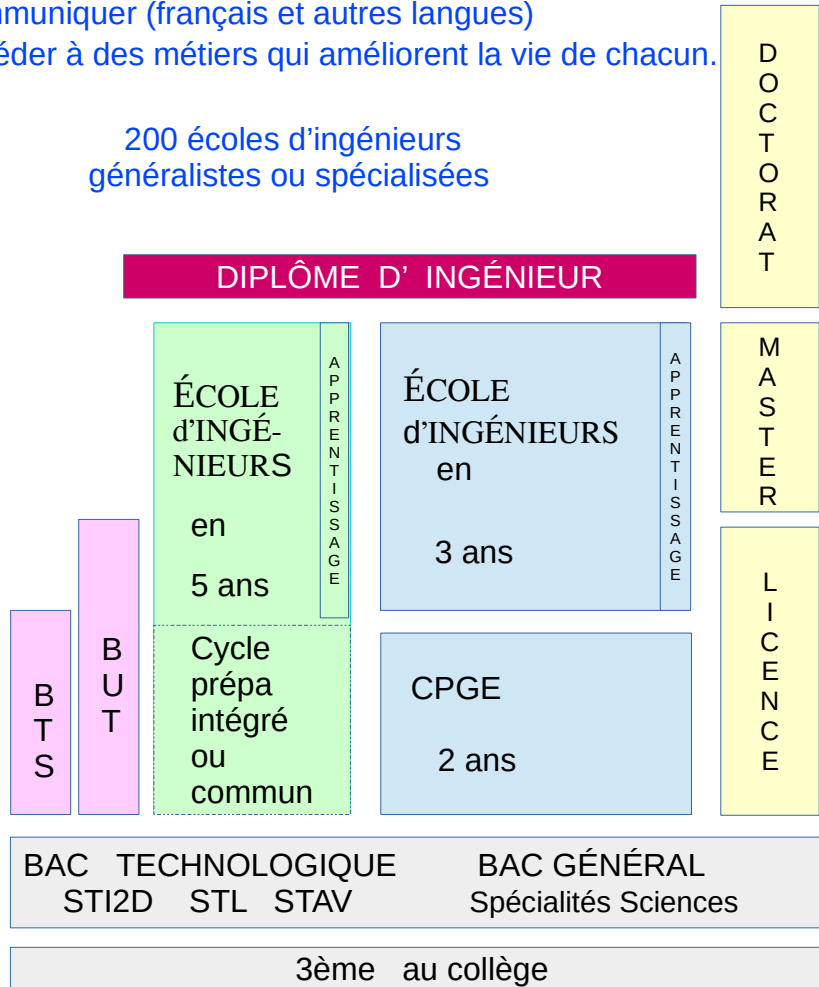 muniquer (français et autres langues)
éder à des métiers qui améliorent la vie de chacun.
200 écoles d'ingénieurs
généralistes ou spécialisées
DIPLÔME D' INGÉNIEUR
ÉCOLE
d'INGÉ-
NIEURS
en
5 ans
APPRENTISSAGE
Cycle
prépa
intégré
ou
commun
ÉCOLE
d'INGÉNIEURS
en
3 ans
APPRENTISSAGE
CPGE
2 ans
BTS
BUT
DOCTORAT
MASTER
LICENCE
BAC TECHNOLOGIQUE BAC GÉNÉRAL
STI2D STL STAV Spécialités Sciences
3ème au collège